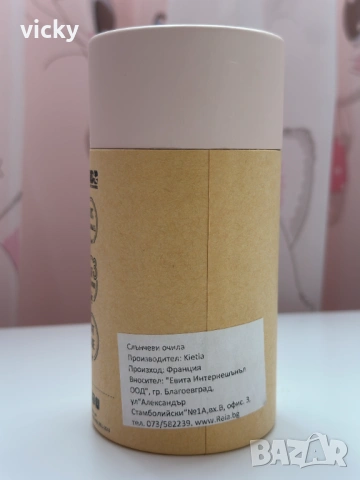 vicky
Слънчеви очила
Производител: Kietla
Произход: Франция
Вносител: "Евита Интернешънъл
ООД", гр. Благоевград,
ул"Александър
Стамболийски"№1А,вх.В, офис 3,
тел. 073/582239, www.Reia.bg
BAZAR